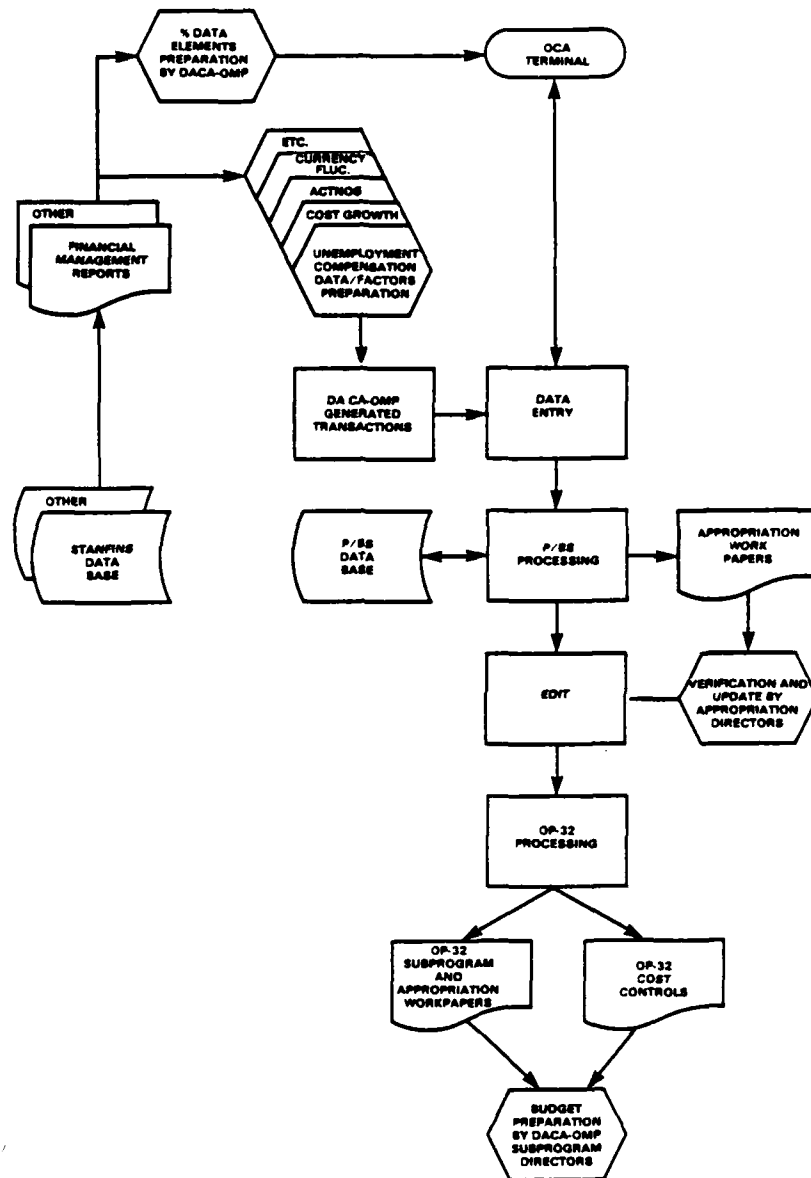 % DATA
ELEMENTS
PREPARATION
BY DACA-OMP
OCA
TERMINAL
ETC.
CURRENCY
FLUC.
ACTNOS
COST GROWTH
UNEMPLOYMENT
COMPENSATION
DATA/FACTORS
PREPARATION
OTHER
FINANCIAL
MANAGEMENT
REPORTS
DA CA-OMP
GENERATED
TRANSACTIONS
DATA
ENTRY
OTHER
STANFINS
DATA
BASE
P/BS
DATA
BASE
P/BS
PROCESSING
APPROPRIATION
WORK
PAPERS
EDIT
VERIFICATION AND
UPDATE BY
APPROPRIATION
DIRECTORS
OP-32
PROCESSING
OP-32
SUBPROGRAM
AND
APPROPRIATION
WORKPAPERS
OP-32
COST
CONTROLS
BUDGET
PREPARATION
BY DACA-OMP
SUBPROGRAM
DIRECTORS